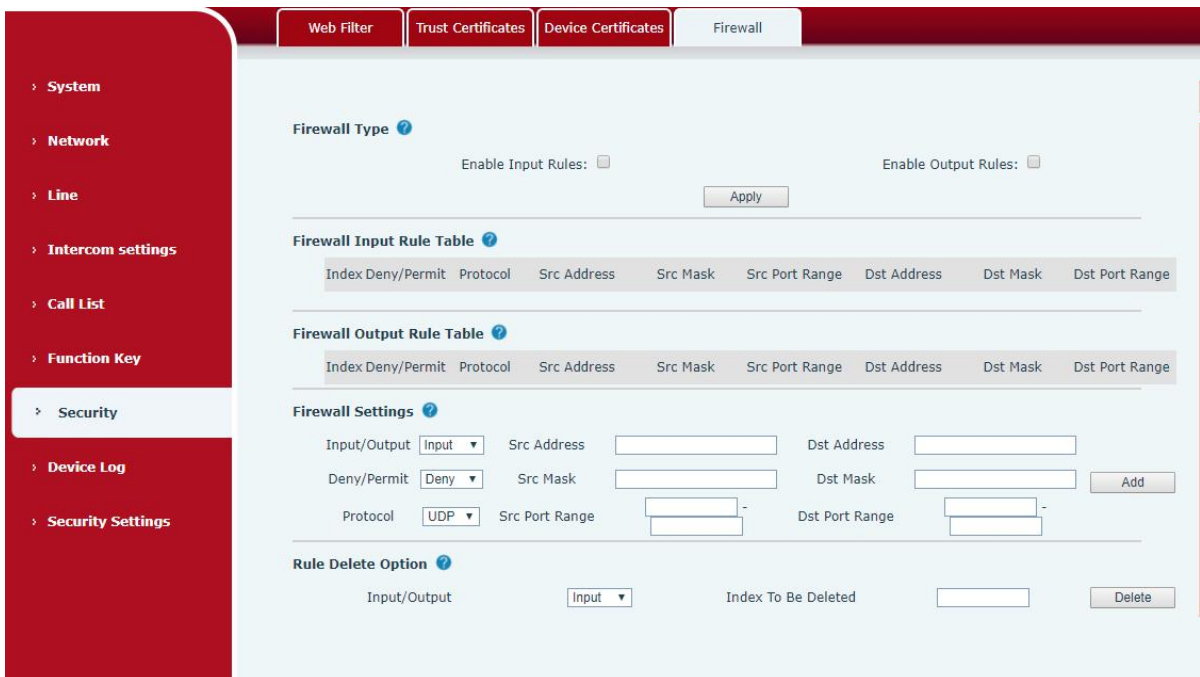 Web Filter Trust Certificates Device Certificates Firewall
System
Network
Line
Intercom settings
Call List
Function Key
Security
Device Log
Security Settings
Firewall Type ?
Enable Input Rules: Enable Output Rules:
Apply
Firewall Input Rule Table ?
Index Deny/Permit Protocol Src Address Src Mask Src Port Range Dst Address Dst Mask Dst Port Range
Firewall Output Rule Table ?
Index Deny/Permit Protocol Src Address Src Mask Src Port Range Dst Address Dst Mask Dst Port Range
Firewall Settings ?
Input/Output Input Src Address Dst Address
Deny/Permit Deny Src Mask Dst Mask Add
Protocol UDP Src Port Range - Dst Port Range -
Rule Delete Option ?
Input/Output Input Index To Be Deleted Delete